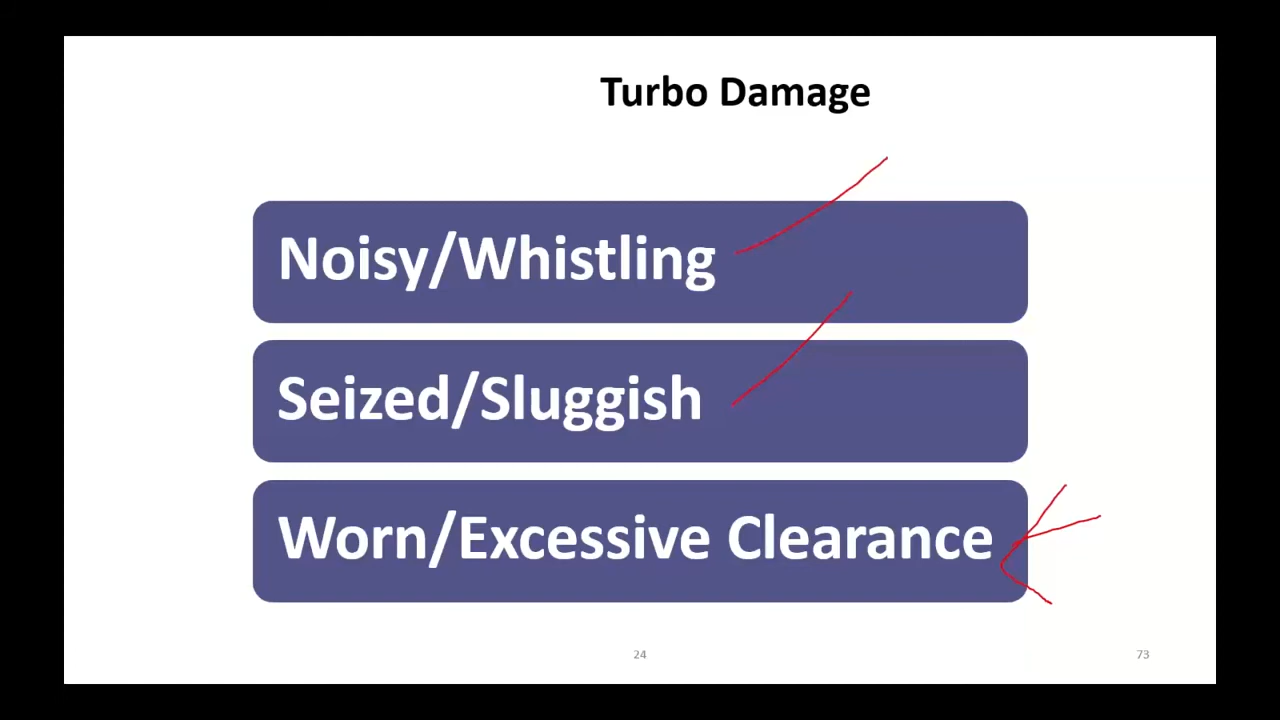 Turbo Damage
Noisy/Whistling
Seized/Sluggish
Worn/Excessive Clearance
24
73